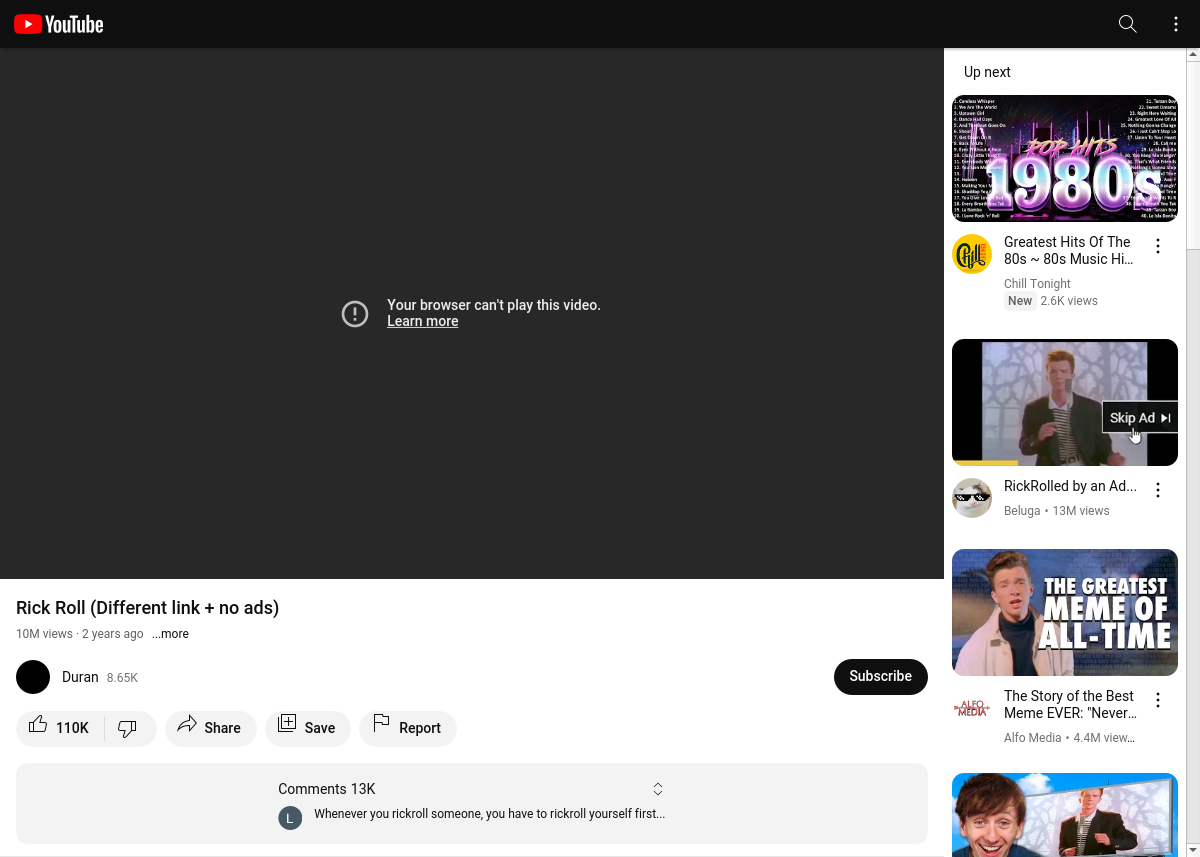 YouTube
Up next
POP HITS
1980s
Greatest Hits Of The
80s ~ 80s Music Hi...
Chill Tonight
New 2.6K views
Your browser can't play this video.
Learn more
Skip Ad
RickRolled by an Ad...
Beluga • 13M views
THE GREATEST
MEME OF
ALL-TIME
The Story of the Best
Meme EVER: "Never...
Alfo Media • 4.4M view...
ALFO
MEDIA
Rick Roll (Different link + no ads)
10M views · 2 years ago ...more
Duran 8.65K
Subscribe
110K
Share
Save
Report
Comments 13K
L
Whenever you rickroll someone, you have to rickroll yourself first...